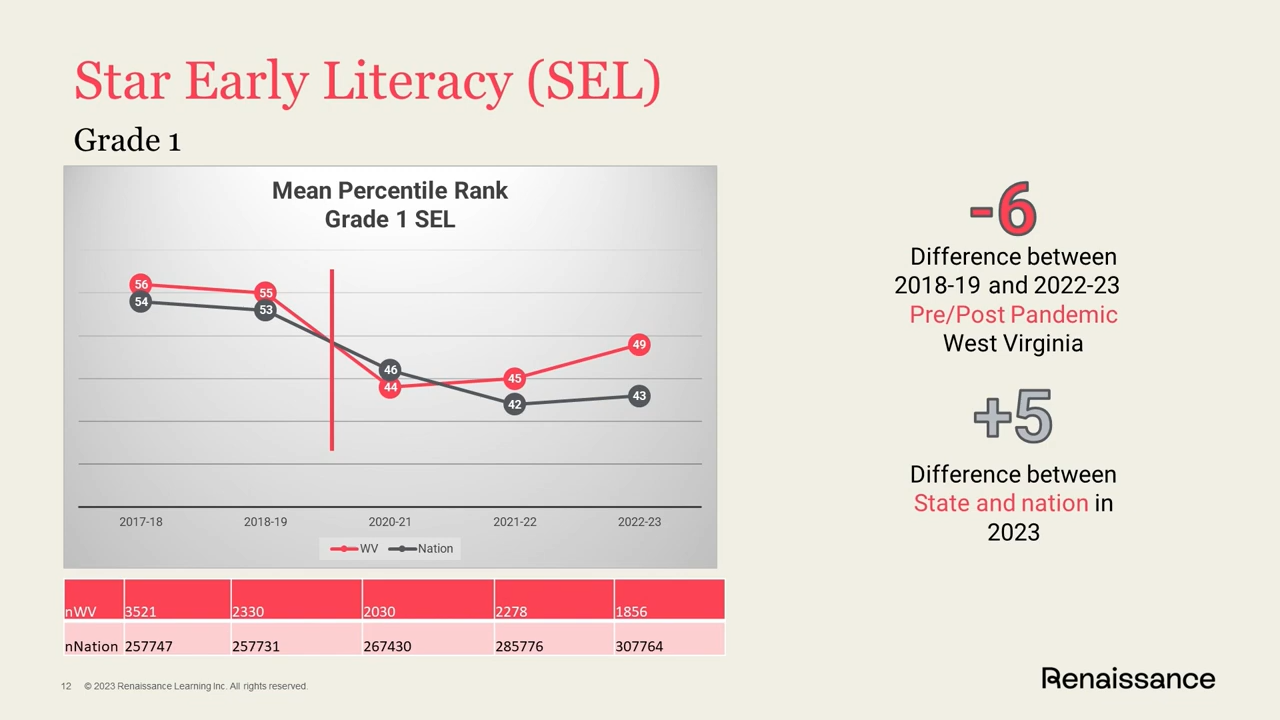 Star Early Literacy (SEL)
Grade 1
Mean Percentile Rank
Grade 1 SEL
56
55
54
53
46
44
45
42
49
43
2017-18 2018-19 2020-21 2021-22 2022-23
WV Nation
nWV 3521 2330 2030 2278 1856
nNation 257747 257731 267430 285776 307764
-6
Difference between
2018-19 and 2022-23
Pre/Post Pandemic
West Virginia
+5
Difference between
State and nation in
2023
12 © 2023 Renaissance Learning Inc. All rights reserved.
Renaissance